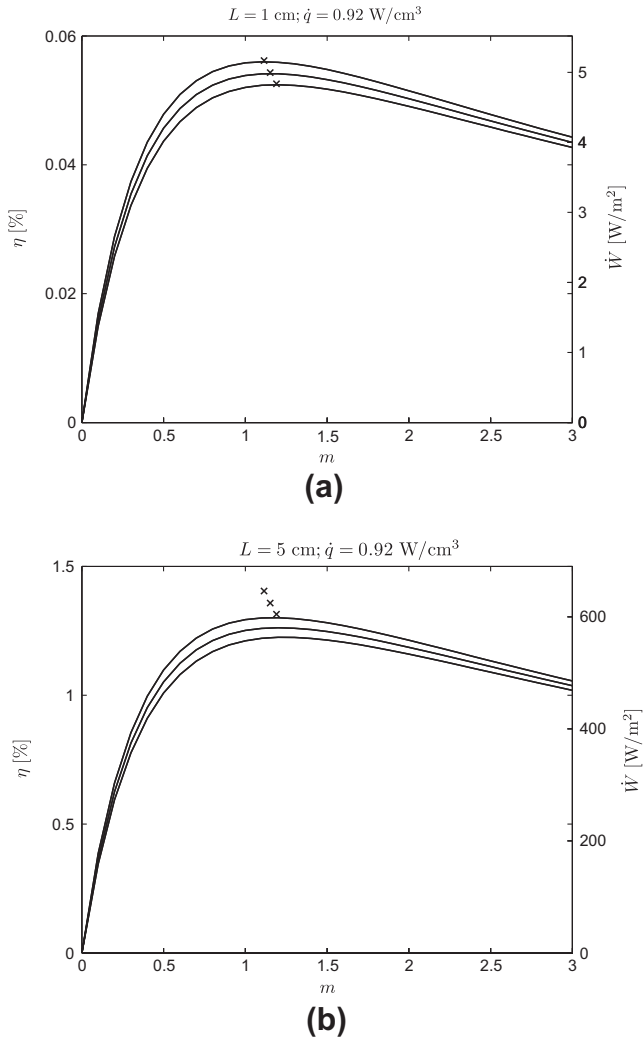 L = 1 cm; q̇ = 0.92 W/cm³
0.06
0.04
0.02
0
η [%]
5
4
3
2
1
0
Ẇ [W/m²]
0 0.5 1 1.5 2 2.5 3
m
(a)
L = 5 cm; q̇ = 0.92 W/cm³
1.5
1
0.5
0
η [%]
600
400
200
0
Ẇ [W/m²]
0 0.5 1 1.5 2 2.5 3
m
(b)